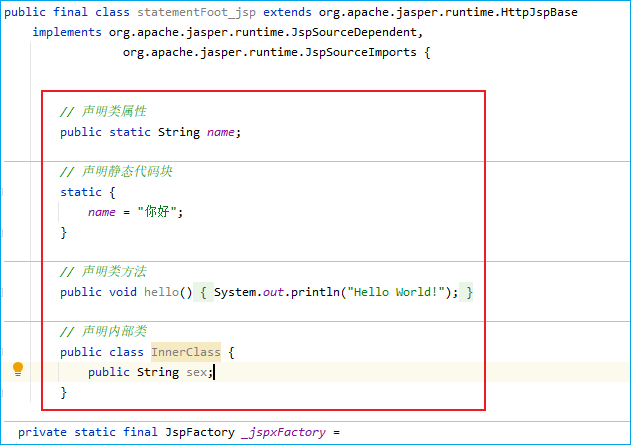 public final class statementFoot_jsp extends org.apache.jasper.runtime.HttpJspBase
implements org.apache.jasper.runtime.JspSourceDependent,
org.apache.jasper.runtime.JspSourceImports {
// 声明类属性
public static String name;
// 声明静态代码块
static {
name = "你好";
}
// 声明类方法
public void hello() { System.out.println("Hello World!"); }
// 声明内部类
public class InnerClass {
public String sex;
}
private static final JspFactory _jspxFactory =